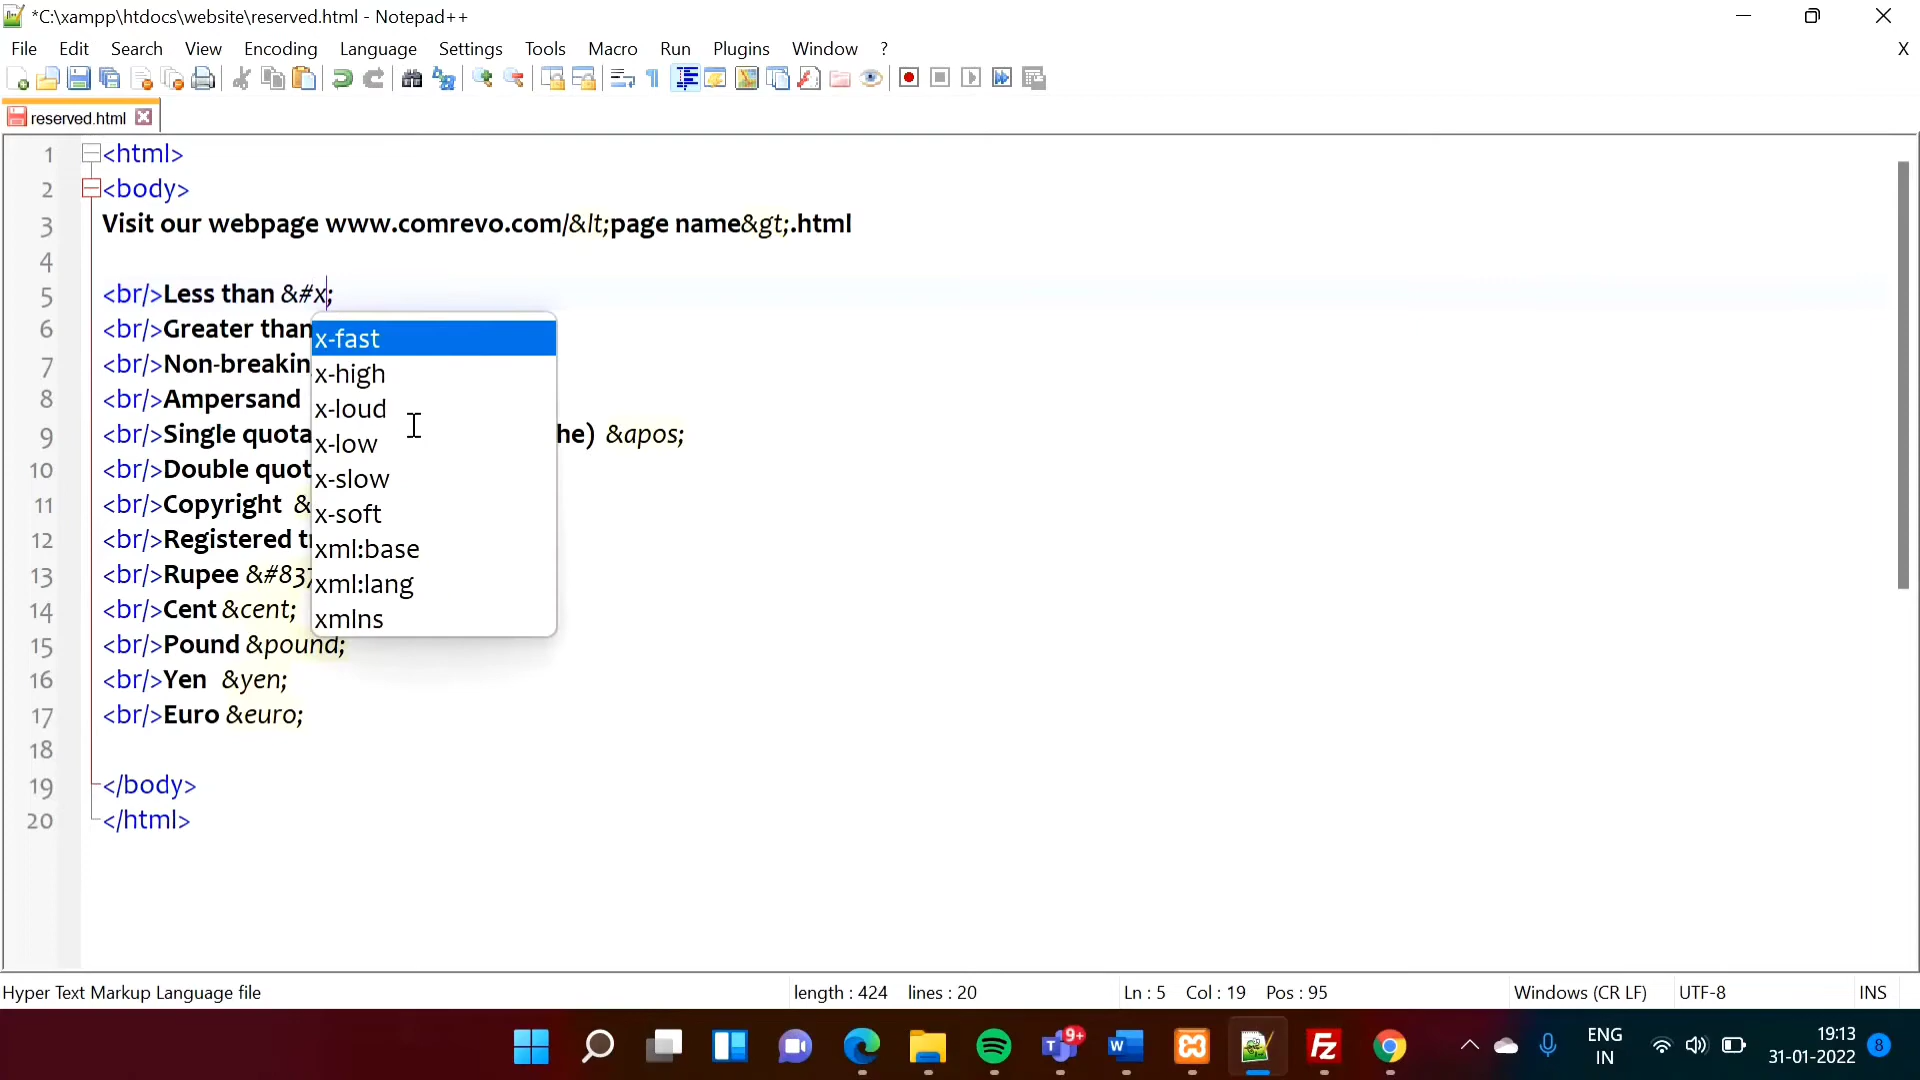 *C:\xampp\htdocs\website\reserved.html - Notepad++
File Edit Search View Encoding Language Settings Tools Macro Run Plugins Window ? X
reserved.html
1 <html>
2 <body>
3 Visit our webpage www.comrevo.com/&lt;page name&gt;.html
4
5 <br/>Less than &#x;
6 <br/>Greater than
7 <br/>Non-breakin
8 <br/>Ampersand
9 <br/>Single quota he) &apos;
10 <br/>Double quot
11 <br/>Copyright &
12 <br/>Registered t
13 <br/>Rupee &#837
14 <br/>Cent &cent;
15 <br/>Pound &pound;
16 <br/>Yen &yen;
17 <br/>Euro &euro;
18
19 </body>
20 </html>
x-fast
x-high
x-loud
x-low
x-slow
x-soft
xml:base
xml:lang
xmlns
Hyper Text Markup Language file length : 424 lines : 20 Ln : 5 Col : 19 Pos : 95 Windows (CR LF) UTF-8 INS
9+
ENG
IN
19:13
31-01-2022
8